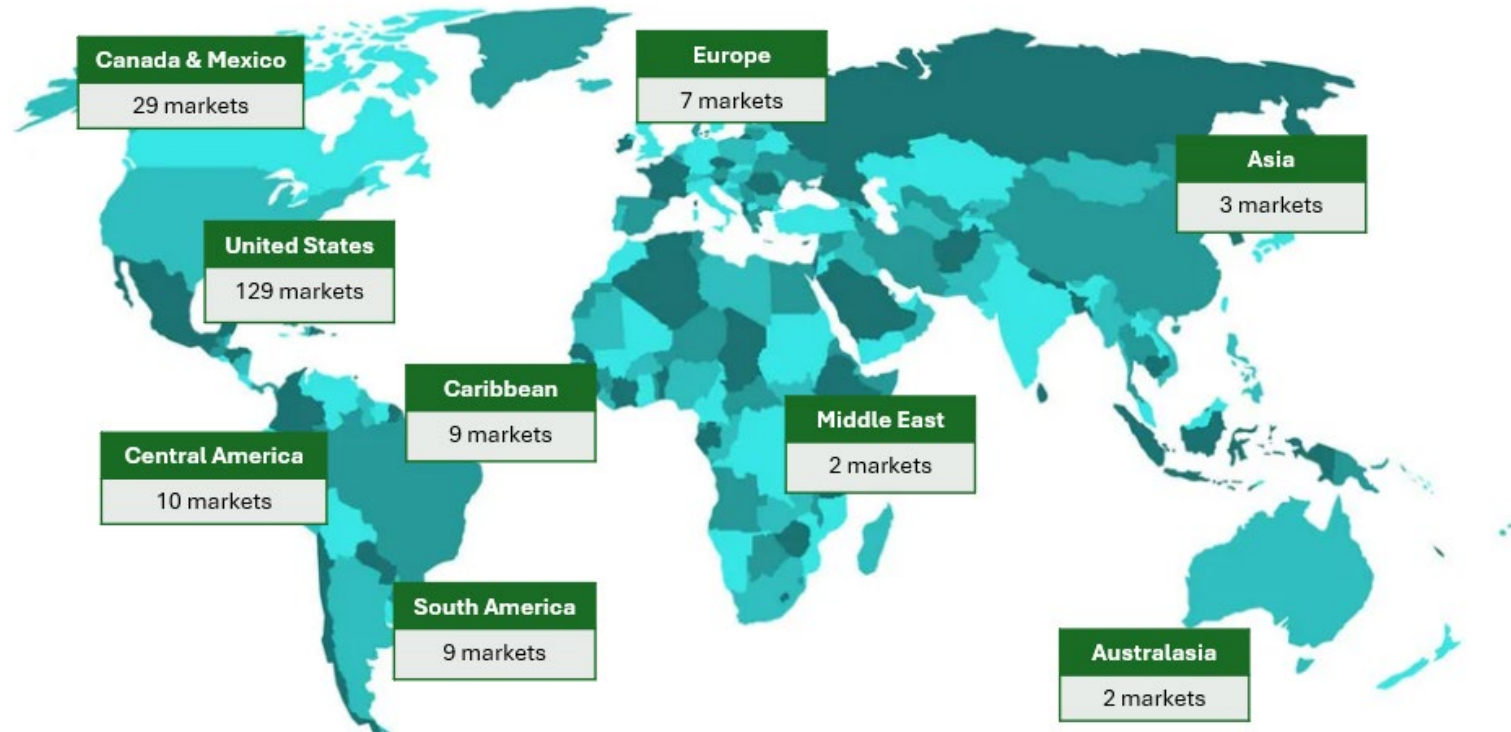 Canada & Mexico
29 markets
Europe
7 markets
Asia
3 markets
United States
129 markets
Caribbean
9 markets
Middle East
2 markets
Central America
10 markets
South America
9 markets
Australasia
2 markets